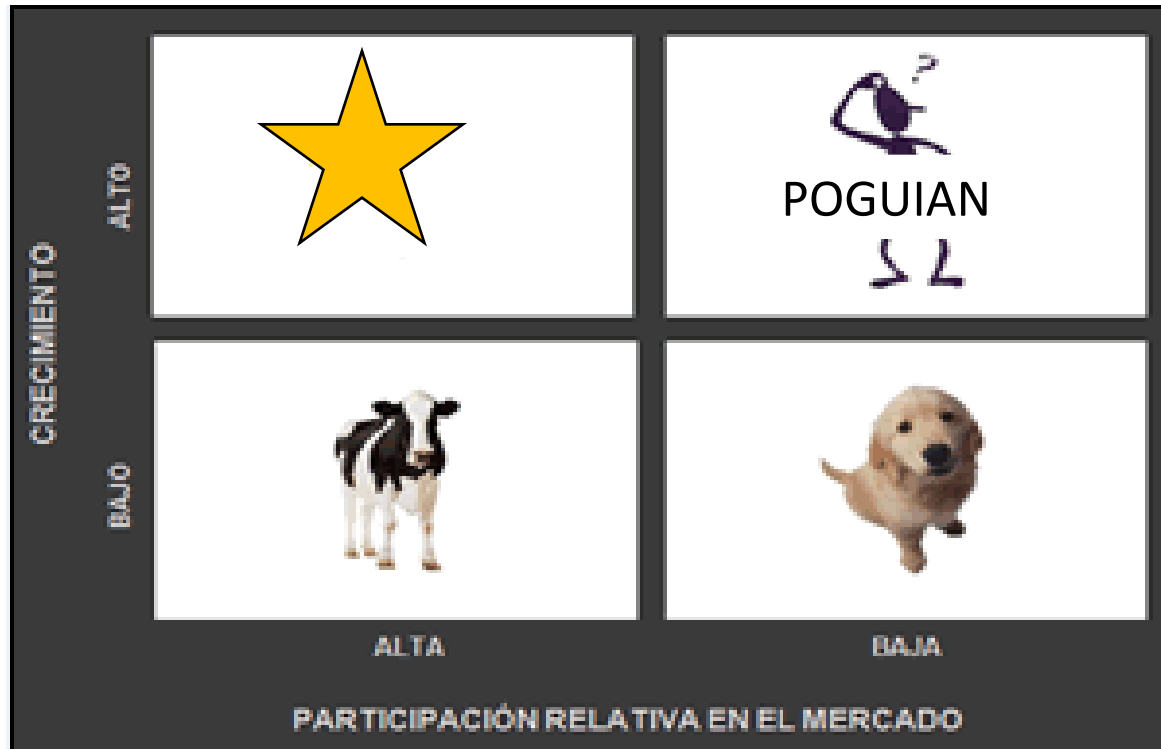 ?
POGUIAN
CRECIMIENTO
ALTO
BAJO
ALTA
BAJA
PARTICIPACIÓN RELATIVA EN EL MERCADO